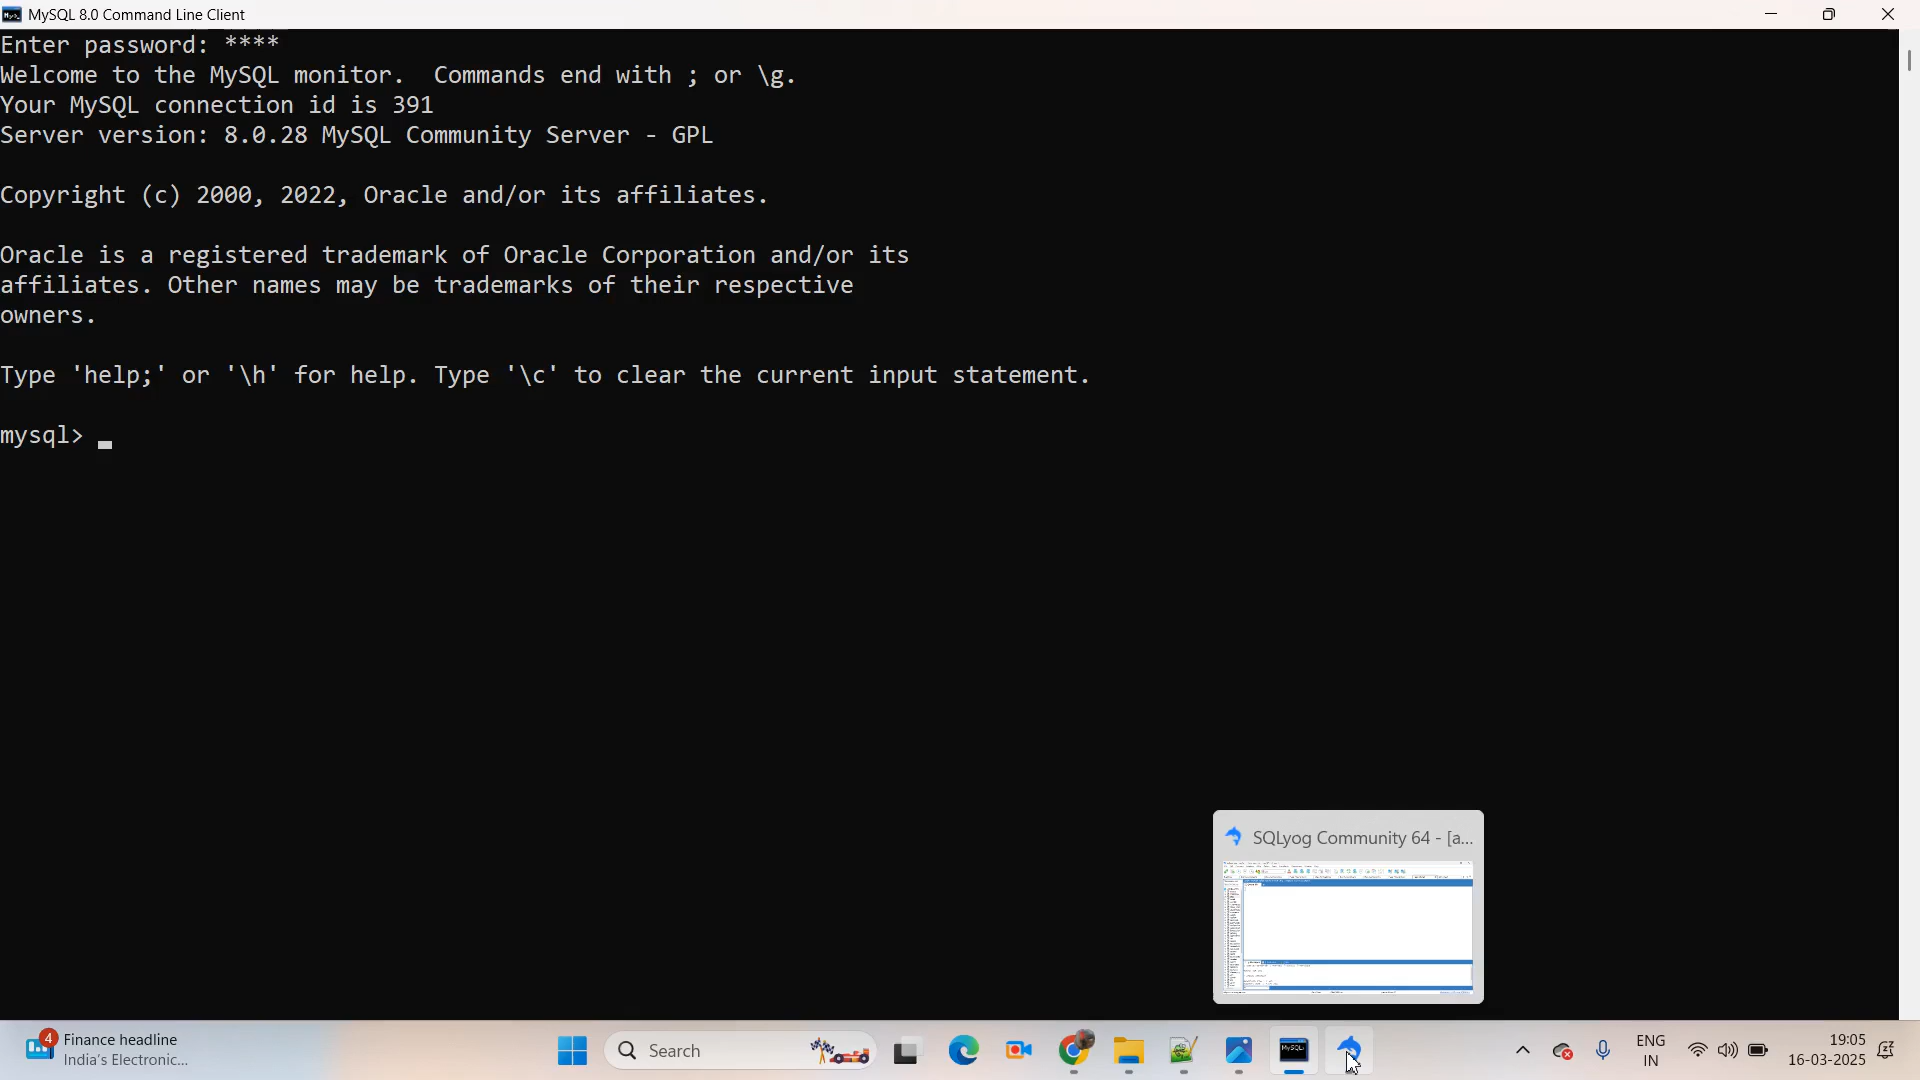 MySQL 8.0 Command Line Client
Enter password: ****
Welcome to the MySQL monitor.  Commands end with ; or \g.
Your MySQL connection id is 391
Server version: 8.0.28 MySQL Community Server - GPL
Copyright (c) 2000, 2022, Oracle and/or its affiliates.
Oracle is a registered trademark of Oracle Corporation and/or its
affiliates. Other names may be trademarks of their respective
owners.
Type 'help;' or '\h' for help. Type '\c' to clear the current input statement.
mysql>
SQLyog Community 64 - [a...
4
Finance headline
India's Electronic...
Search
MySQL
ENG
IN
19:05
16-03-2025